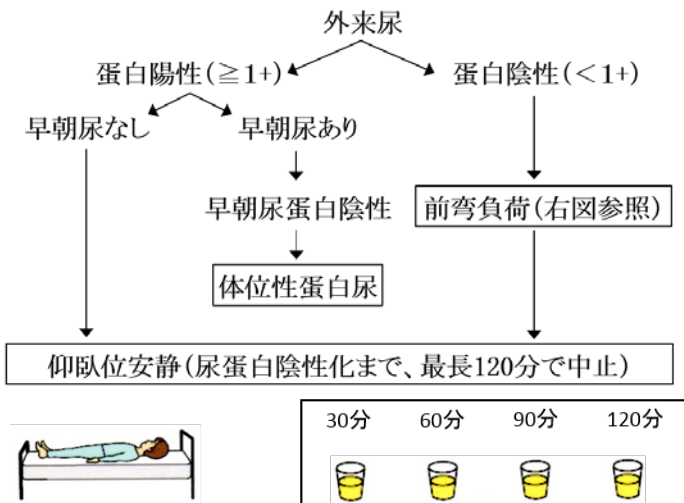 外来尿
蛋白陽性(≧1+)
蛋白陰性(<1+)
早朝尿なし
早朝尿あり
早朝尿蛋白陰性
前弯負荷(右図参照)
体位性蛋白尿
仰臥位安静(尿蛋白陰性化まで、最長120分で中止)
30分 60分 90分 120分